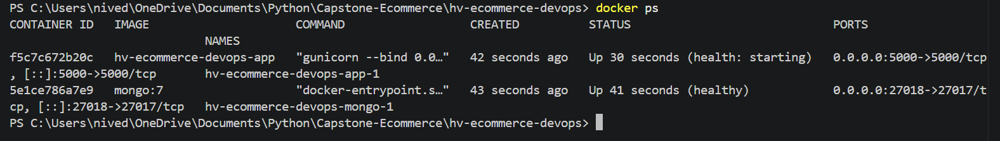 PS C:\Users\nived\OneDrive\Documents\Python\Capstone-Ecommerce\hv-ecommerce-devops> docker ps
CONTAINER ID   IMAGE                      COMMAND                  CREATED          STATUS                             PORTS
                            NAMES
f5c7c672b20c   hv-ecommerce-devops-app   "gunicorn --bind 0.0…"   42 seconds ago   Up 30 seconds (health: starting)   0.0.0.0:5000->5000/tcp
, [::]:5000->5000/tcp       hv-ecommerce-devops-app-1
5e1ce786a7e9   mongo:7                   "docker-entrypoint.s…"   43 seconds ago   Up 41 seconds (healthy)            0.0.0.0:27018->27017/t
cp, [::]:27018->27017/tcp   hv-ecommerce-devops-mongo-1
PS C:\Users\nived\OneDrive\Documents\Python\Capstone-Ecommerce\hv-ecommerce-devops>